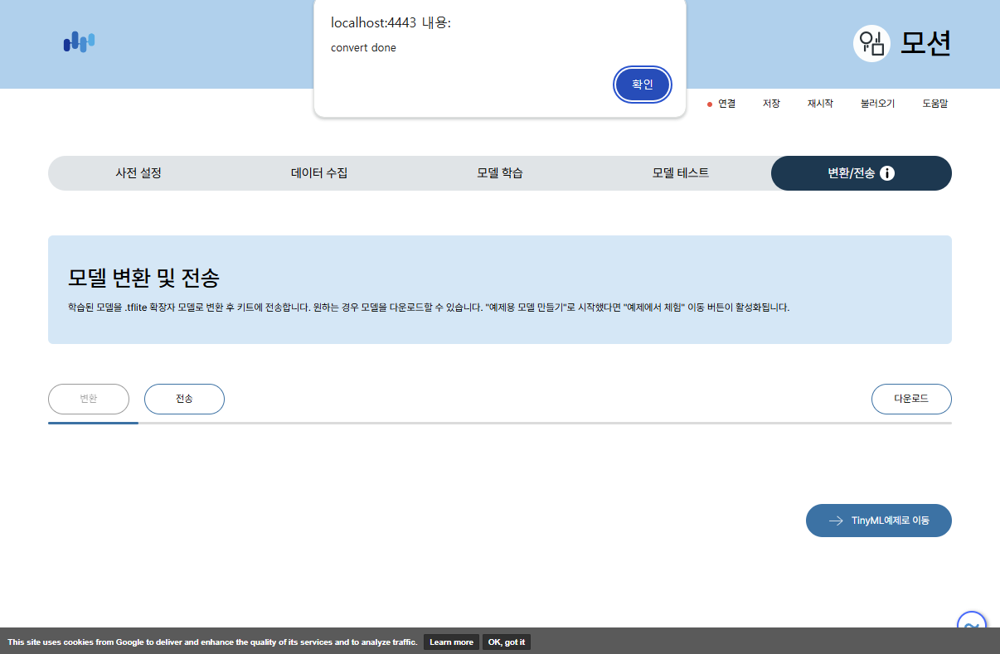 localhost:4443 내용:
convert done
확인
모션
연결 저장 재시작 불러오기 도움말
사전 설정 데이터 수집 모델 학습 모델 테스트 변환/전송
모델 변환 및 전송
학습된 모델을 .tflite 확장자 모델로 변환 후 키트에 전송합니다. 원하는 경우 모델을 다운로드할 수 있습니다. "예제용 모델 만들기"로 시작했다면 "예제에서 체험" 이동 버튼이 활성화됩니다.
변환 전송 다운로드
TinyML예제로 이동
This site uses cookies from Google to deliver and enhance the quality of its services and to analyze traffic. Learn more OK, got it